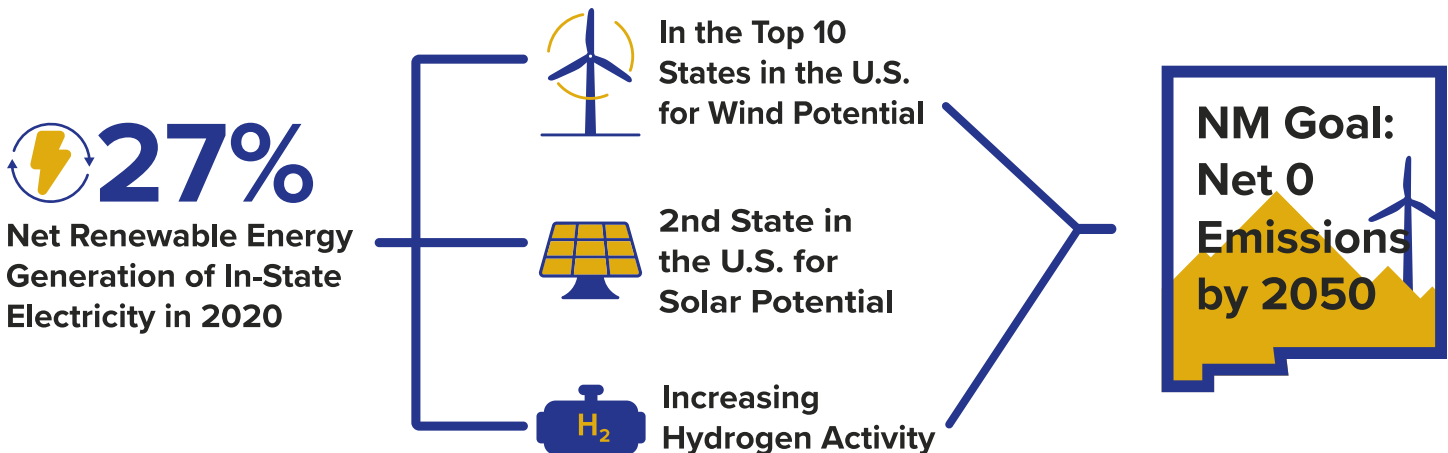 27%
Net Renewable Energy
Generation of In-State
Electricity in 2020
In the Top 10
States in the U.S.
for Wind Potential
2nd State in
the U.S. for
Solar Potential
H₂
Increasing
Hydrogen Activity
NM Goal:
Net 0
Emissions
by 2050